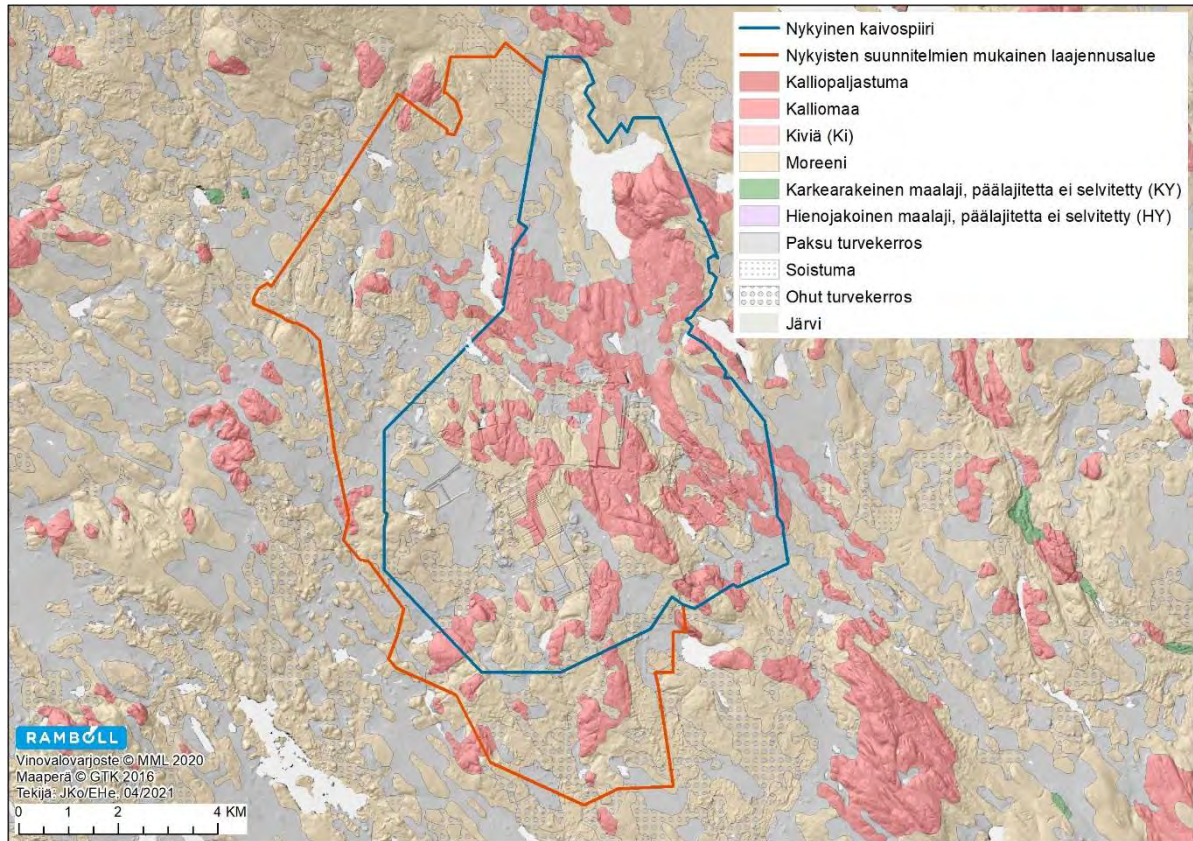 Nykyinen kaivospiiri
Nykyisten suunnitelmien mukainen laajennusalue
Kalliopaljastuma
Kalliomaa
Kiviä (Ki)
Moreeni
Karkearakeinen maalaji, päälajitetta ei selvitetty (KY)
Hienojakoinen maalaji, päälajitetta ei selvitetty (HY)
Paksu turvekerros
Soistuma
Ohut turvekerros
Järvi
RAMBOLL
Vinovalovarjoste © MML 2020
Maaperä © GTK 2016
Tekijä: JKo/EHe, 04/2021
0 1 2 4 KM